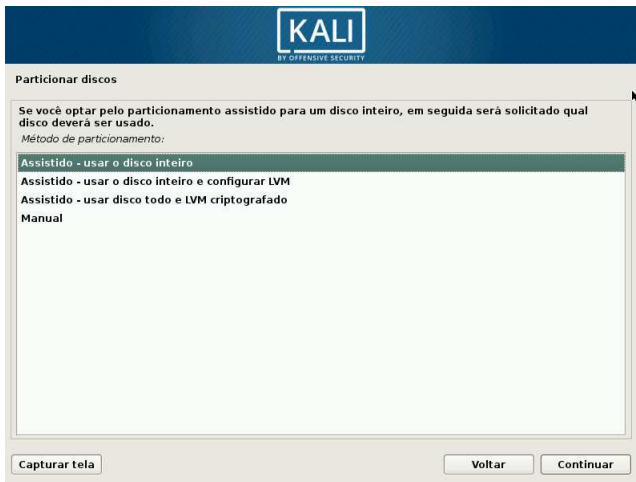 KALI
BY OFFENSIVE SECURITY
Particionar discos
Se você optar pelo particionamento assistido para um disco inteiro, em seguida será solicitado qual
disco deverá ser usado.
Método de particionamento:
Assistido - usar o disco inteiro
Assistido - usar o disco inteiro e configurar LVM
Assistido - usar disco todo e LVM criptografado
Manual
Capturar tela
Voltar
Continuar